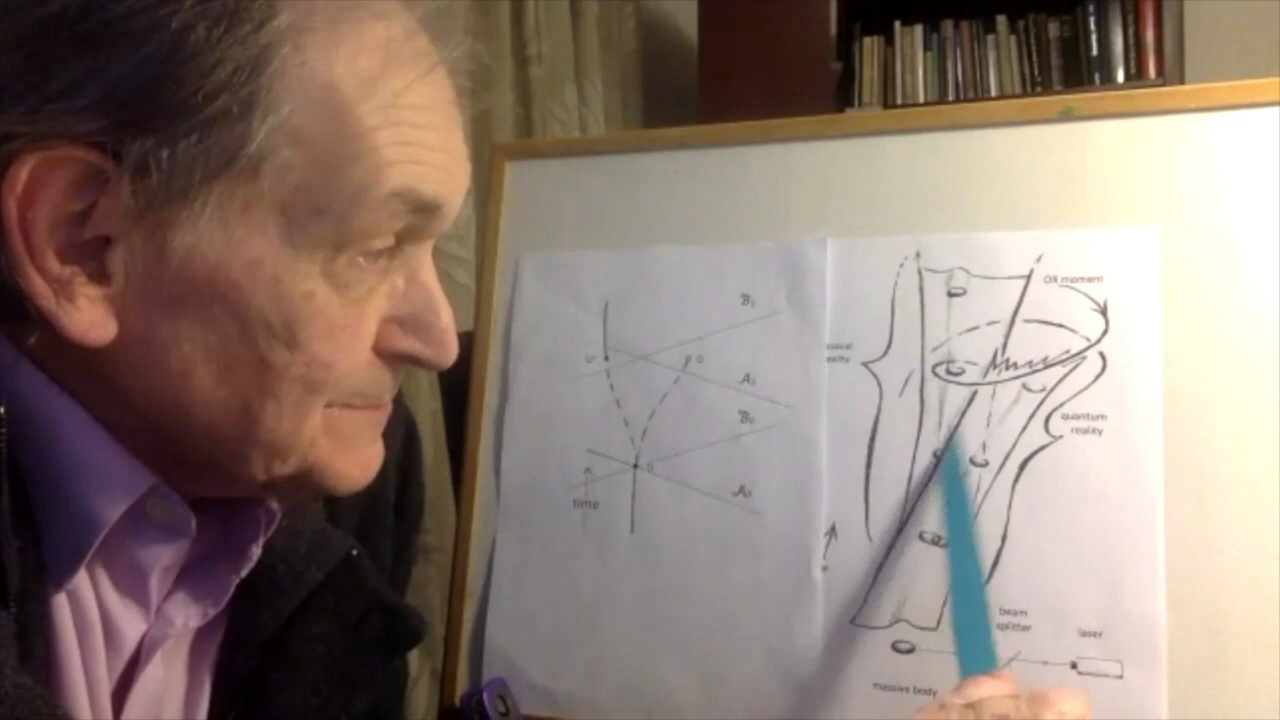 B₁
A₁
B₀
A₀
time
OR moment
quantum
reality
beam
splitter
laser
massive body